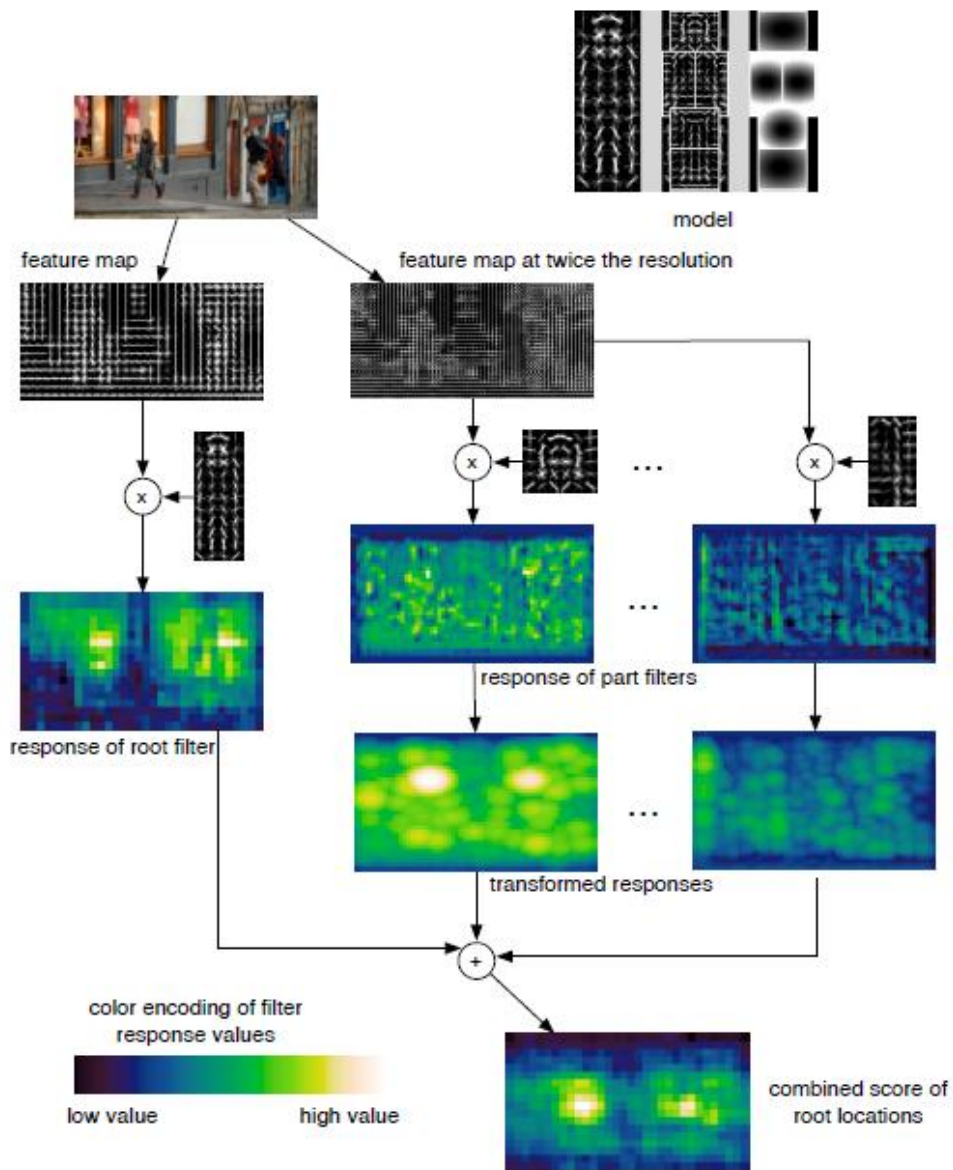 model
feature map
feature map at twice the resolution
x
x
...
x
...
response of part filters
response of root filter
...
transformed responses
+
color encoding of filter
response values
low value
high value
combined score of
root locations